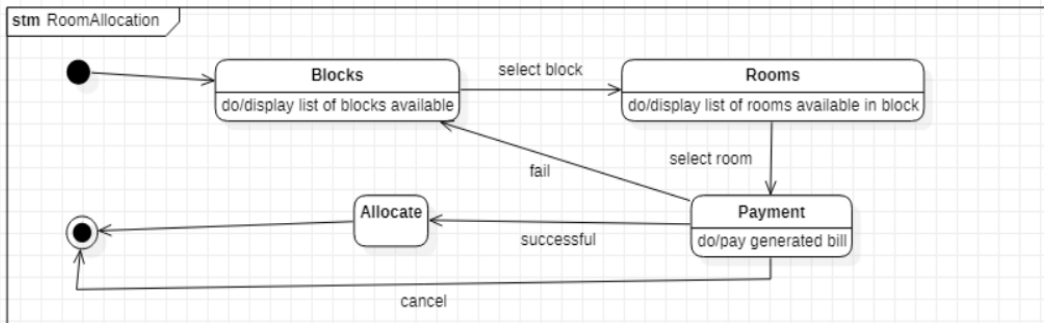 stm RoomAllocation
Blocks
do/display list of blocks available
select block
Rooms
do/display list of rooms available in block
select room
fail
Allocate
successful
Payment
do/pay generated bill
cancel